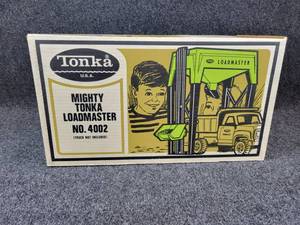 Tonka
U.S.A.
LOADMASTER
MIGHTY
TONKA
LOADMASTER
NO. 4002
(TRUCK NOT INCLUDED)